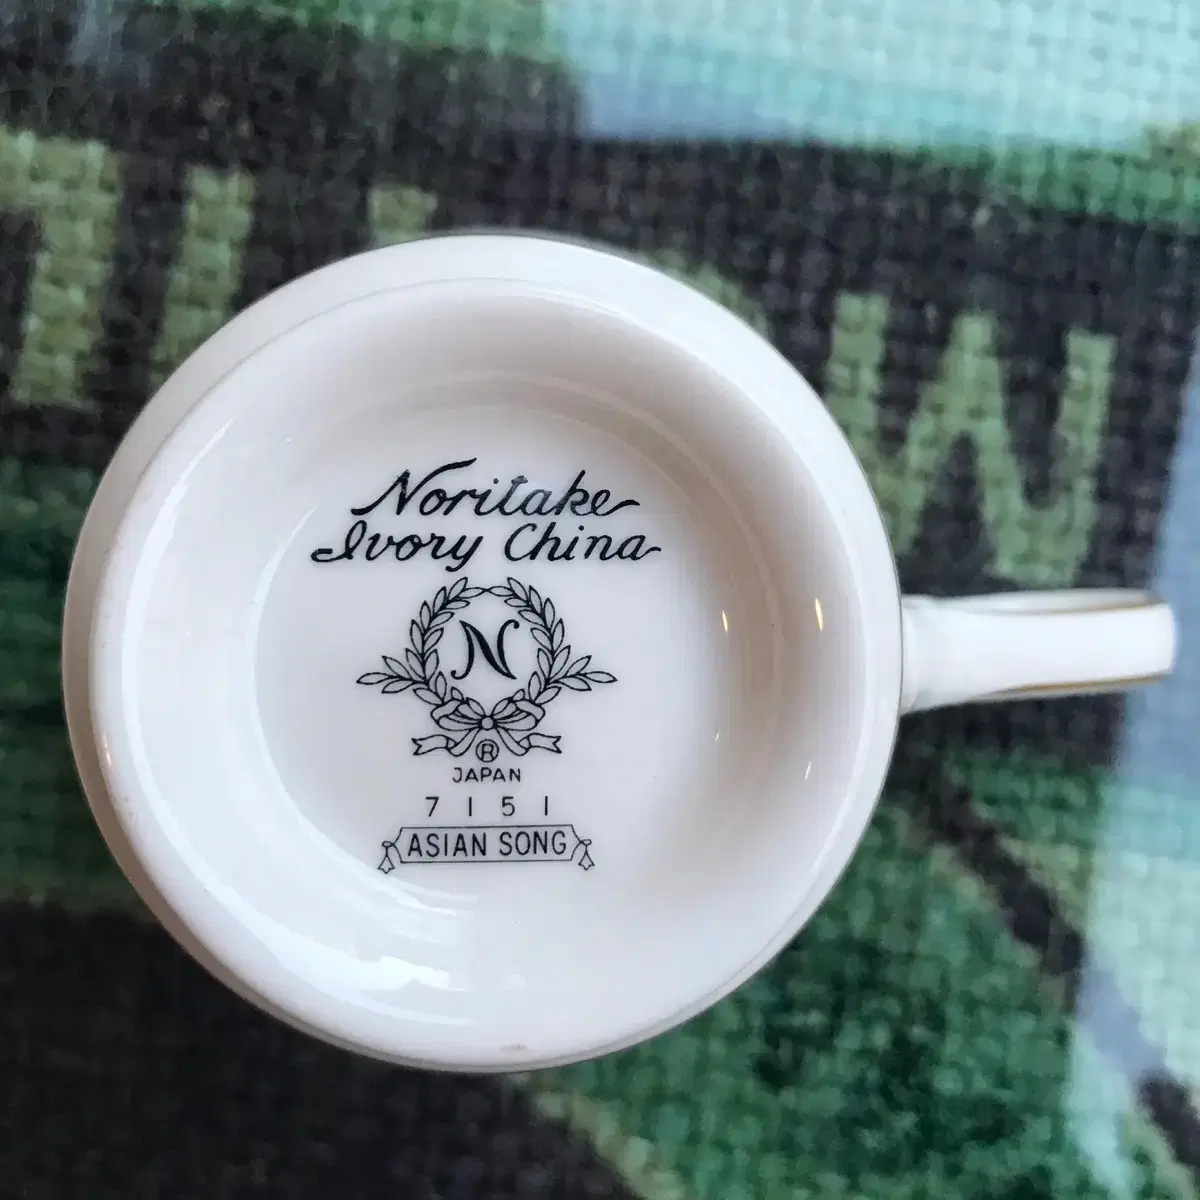 Noritake
Ivory China
N
®
JAPAN
7151
ASIAN SONG
W